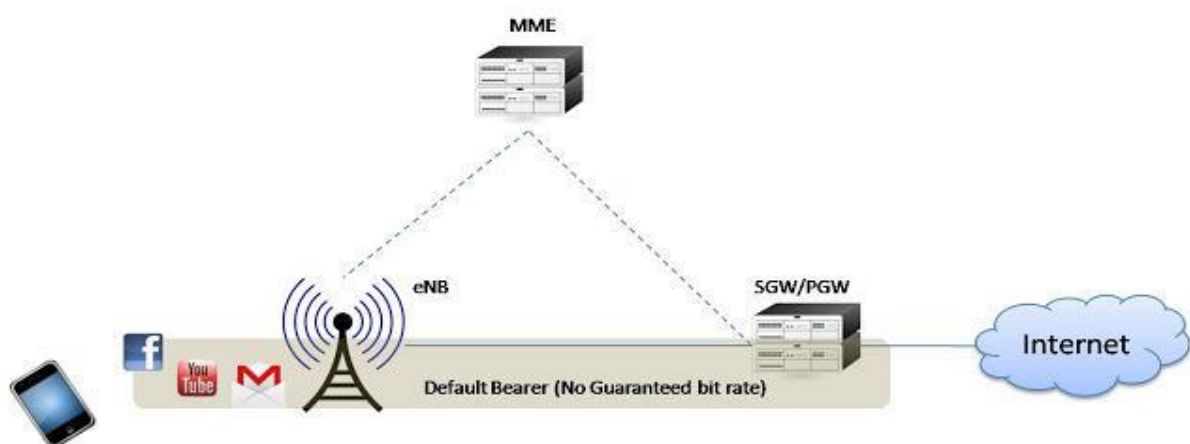 MME
eNB
SGW/PGW
f
You
Tube
M
Default Bearer (No Guaranteed bit rate)
Internet